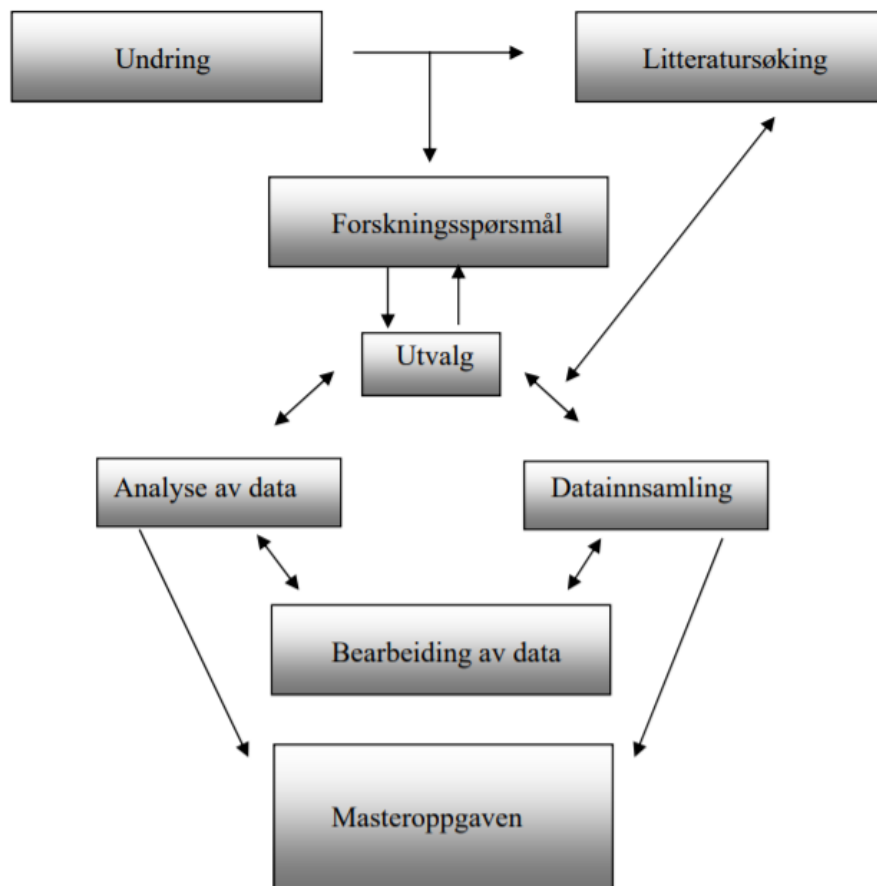 Undring
Litteratursøking
Forskningsspørsmål
Utvalg
Analyse av data
Datainnsamling
Bearbeiding av data
Masteroppgaven